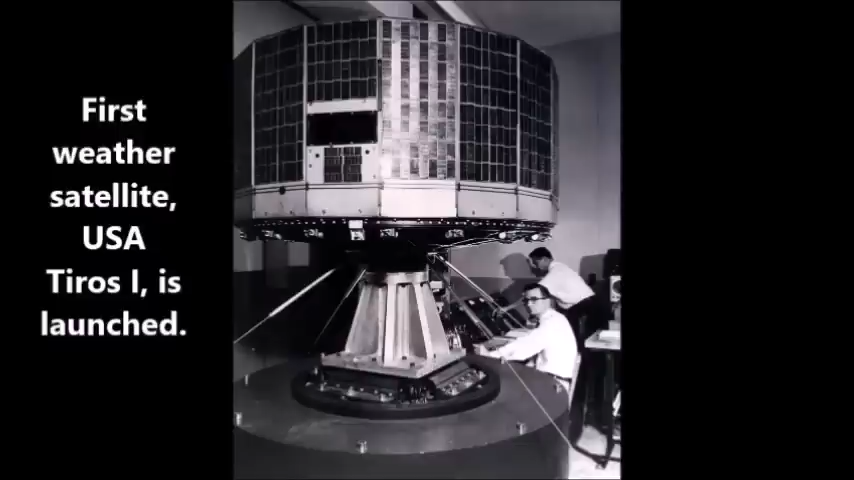 First
weather
satellite,
USA
Tiros I, is
launched.